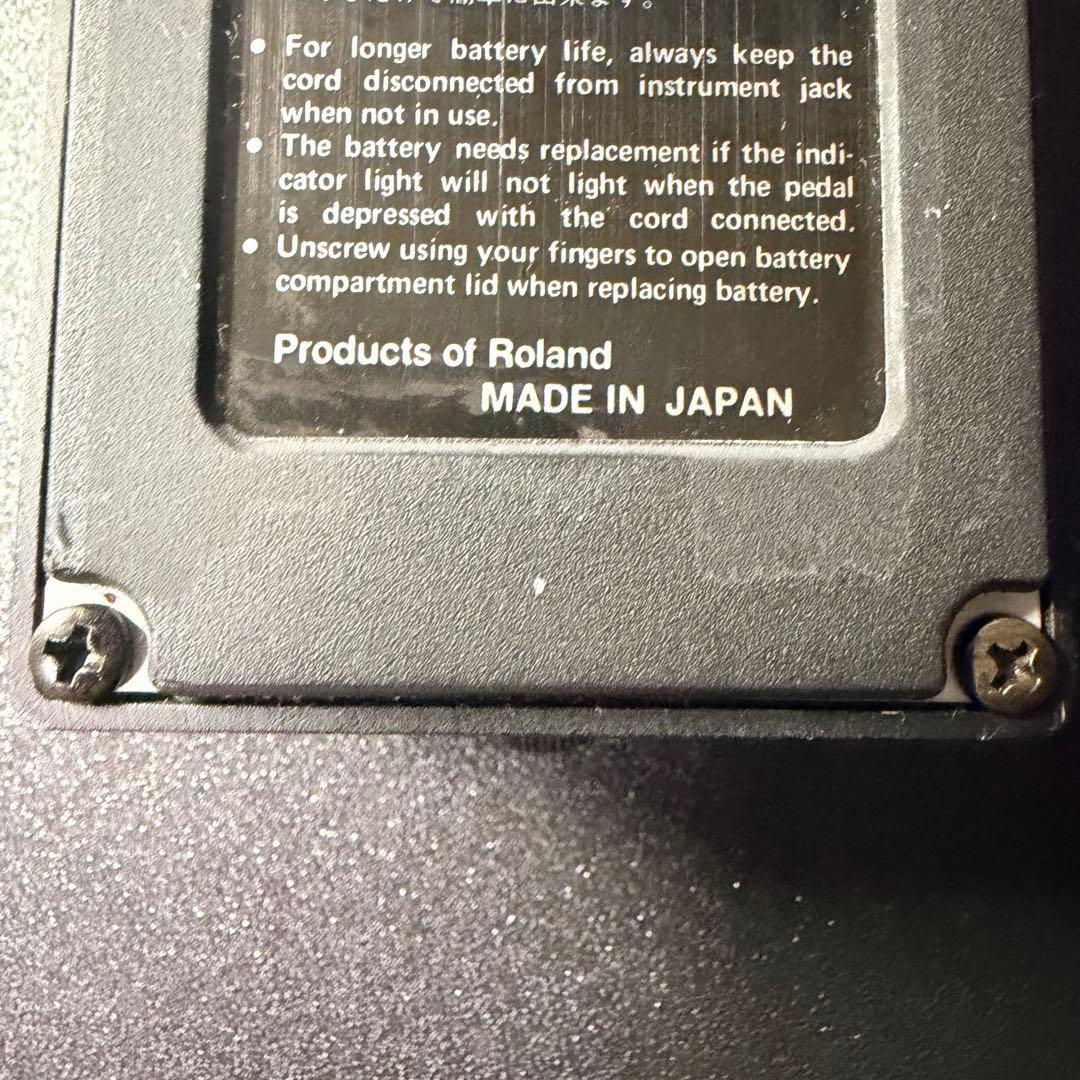 ● For longer battery life, always keep the
cord disconnected from instrument jack
when not in use.
● The battery needs replacement if the indi-
cator light will not light when the pedal
is depressed with the cord connected.
● Unscrew using your fingers to open battery
compartment lid when replacing battery.
Products of Roland
MADE IN JAPAN